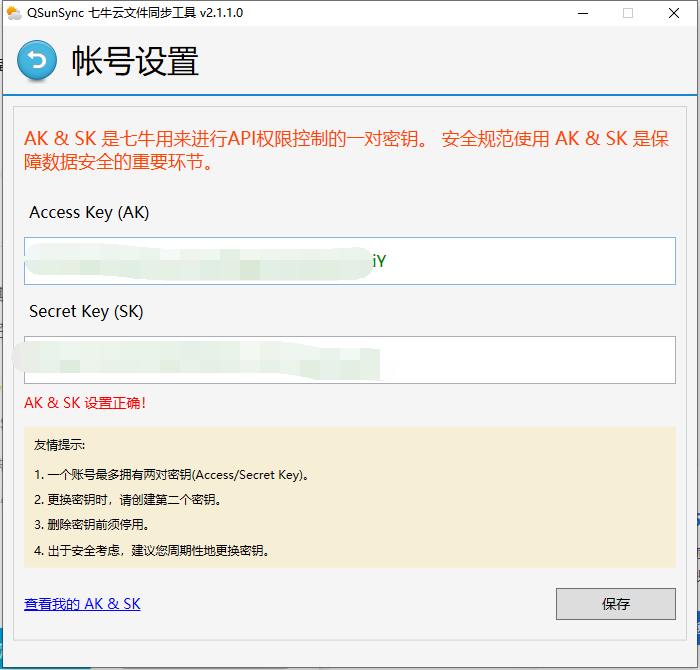 QSunSync 七牛云文件同步工具 v2.1.1.0
帐号设置
AK & SK 是七牛用来进行API权限控制的一对密钥。 安全规范使用 AK & SK 是保
障数据安全的重要环节。
Access Key (AK)
iY
Secret Key (SK)
AK & SK 设置正确!
友情提示:
1. 一个账号最多拥有两对密钥(Access/Secret Key)。
2. 更换密钥时，请创建第二个密钥。
3. 删除密钥前须停用。
4. 出于安全考虑，建议您周期性地更换密钥。
查看我的 AK & SK
保存